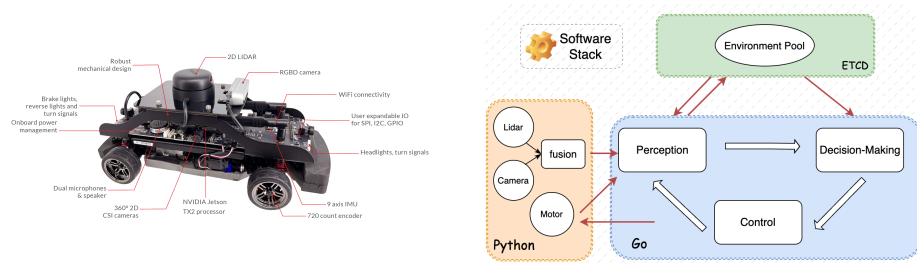 2D LIDAR
Robust
mechanical design
RGBD camera
Brake lights,
reverse lights and
turn signals
Onboard power
management
WiFi connectivity
User expandable IO
for SPI, I2C, GPIO
Headlights, turn signals
Dual microphones
& speaker
360° 2D
CSI cameras
NVIDIA Jetson
TX2 processor
9 axis IMU
720 count encoder
Software
Stack
Environment Pool
ETCD
Lidar
Camera
fusion
Motor
Python
Perception
Decision-Making
Control
Go